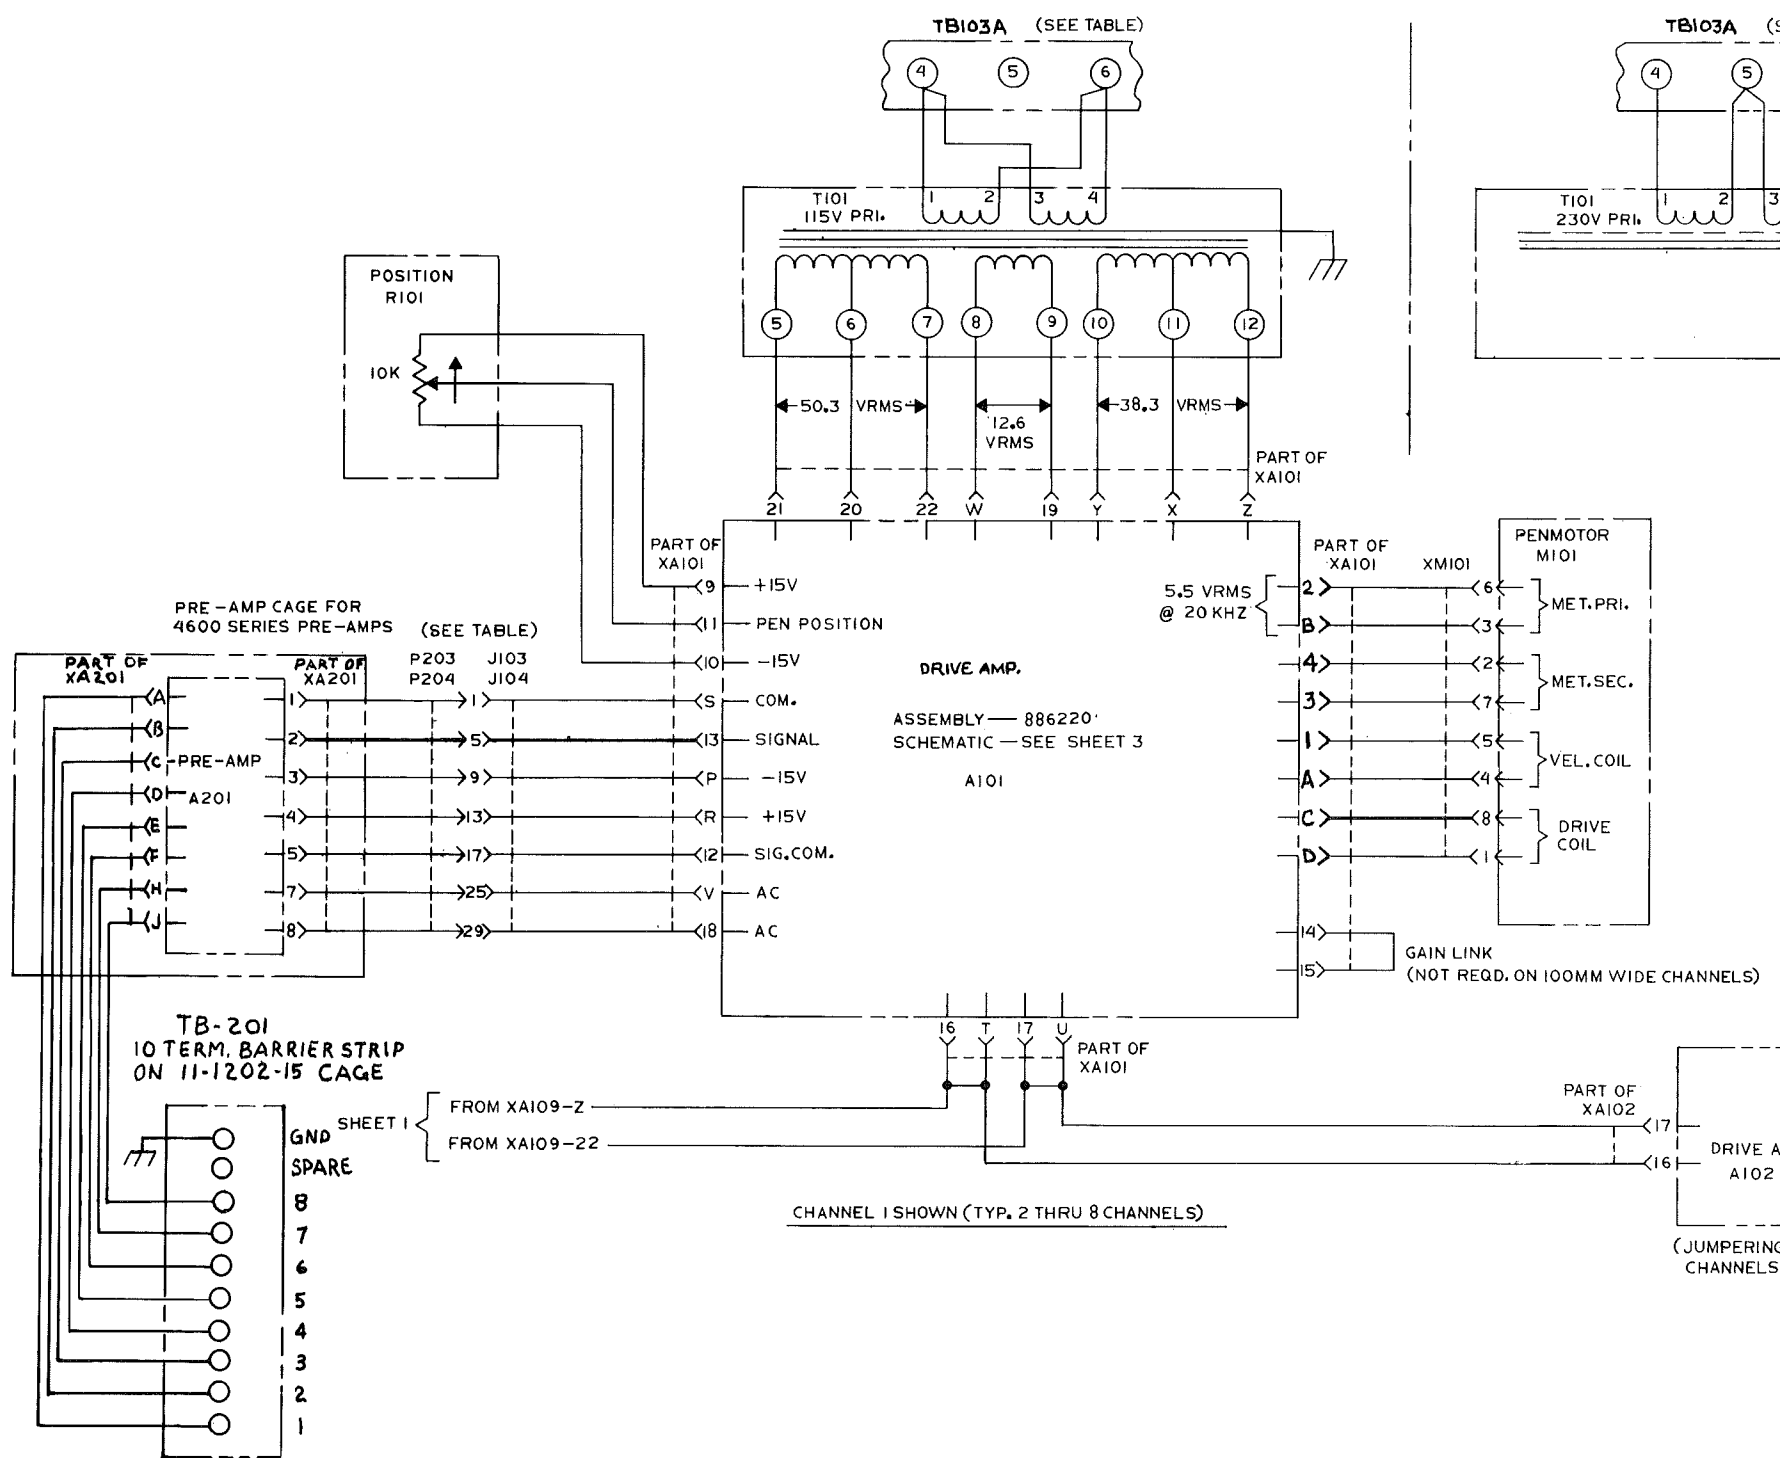 TB103A (SEE TABLE)
4 5 6
T101
115V PRI.
1 2 3 4
5 6 7 8 9 10 11 12
50.3 VRMS
12.6
VRMS
38.3 VRMS
PART OF
XA101
21 20 22 W 19 Y X Z
TB103A
4 5
T101
230V PRI.
1 2 3
POSITION
R101
10K
PART OF
XA101
9 +15V
11 PEN POSITION
10 -15V
S COM.
13 SIGNAL
P -15V
R +15V
12 SIG.COM.
V AC
18 AC
DRIVE AMP.
ASSEMBLY — 886220
SCHEMATIC — SEE SHEET 3
A101
5.5 VRMS
@ 20 KHZ
PART OF
XA101
XM101
PENMOTOR
M101
2 6
B 3
MET.PRI.
4 2
3 7
MET.SEC.
1 5
A 4
VEL.COIL
C 8
D 1
DRIVE
COIL
14
15
GAIN LINK
(NOT REQD. ON 100MM WIDE CHANNELS)
PRE-AMP CAGE FOR
4600 SERIES PRE-AMPS
(SEE TABLE)
P203 J103
P204 J104
PART OF
XA201
PART OF
XA201
A
B
C
D
E
F
H
J
PRE-AMP
A201
1 1
2 5
3 9
4 13
5 17
7 25
8 29
16 T 17 U
PART OF
XA101
TB-201
10 TERM. BARRIER STRIP
ON 11-1202-15 CAGE
GND
SPARE
8
7
6
5
4
3
2
1
SHEET 1
FROM XA109-Z
FROM XA109-22
CHANNEL 1 SHOWN (TYP. 2 THRU 8 CHANNELS)
PART OF
XA102
17
16
DRIVE
A102
CHANNELS